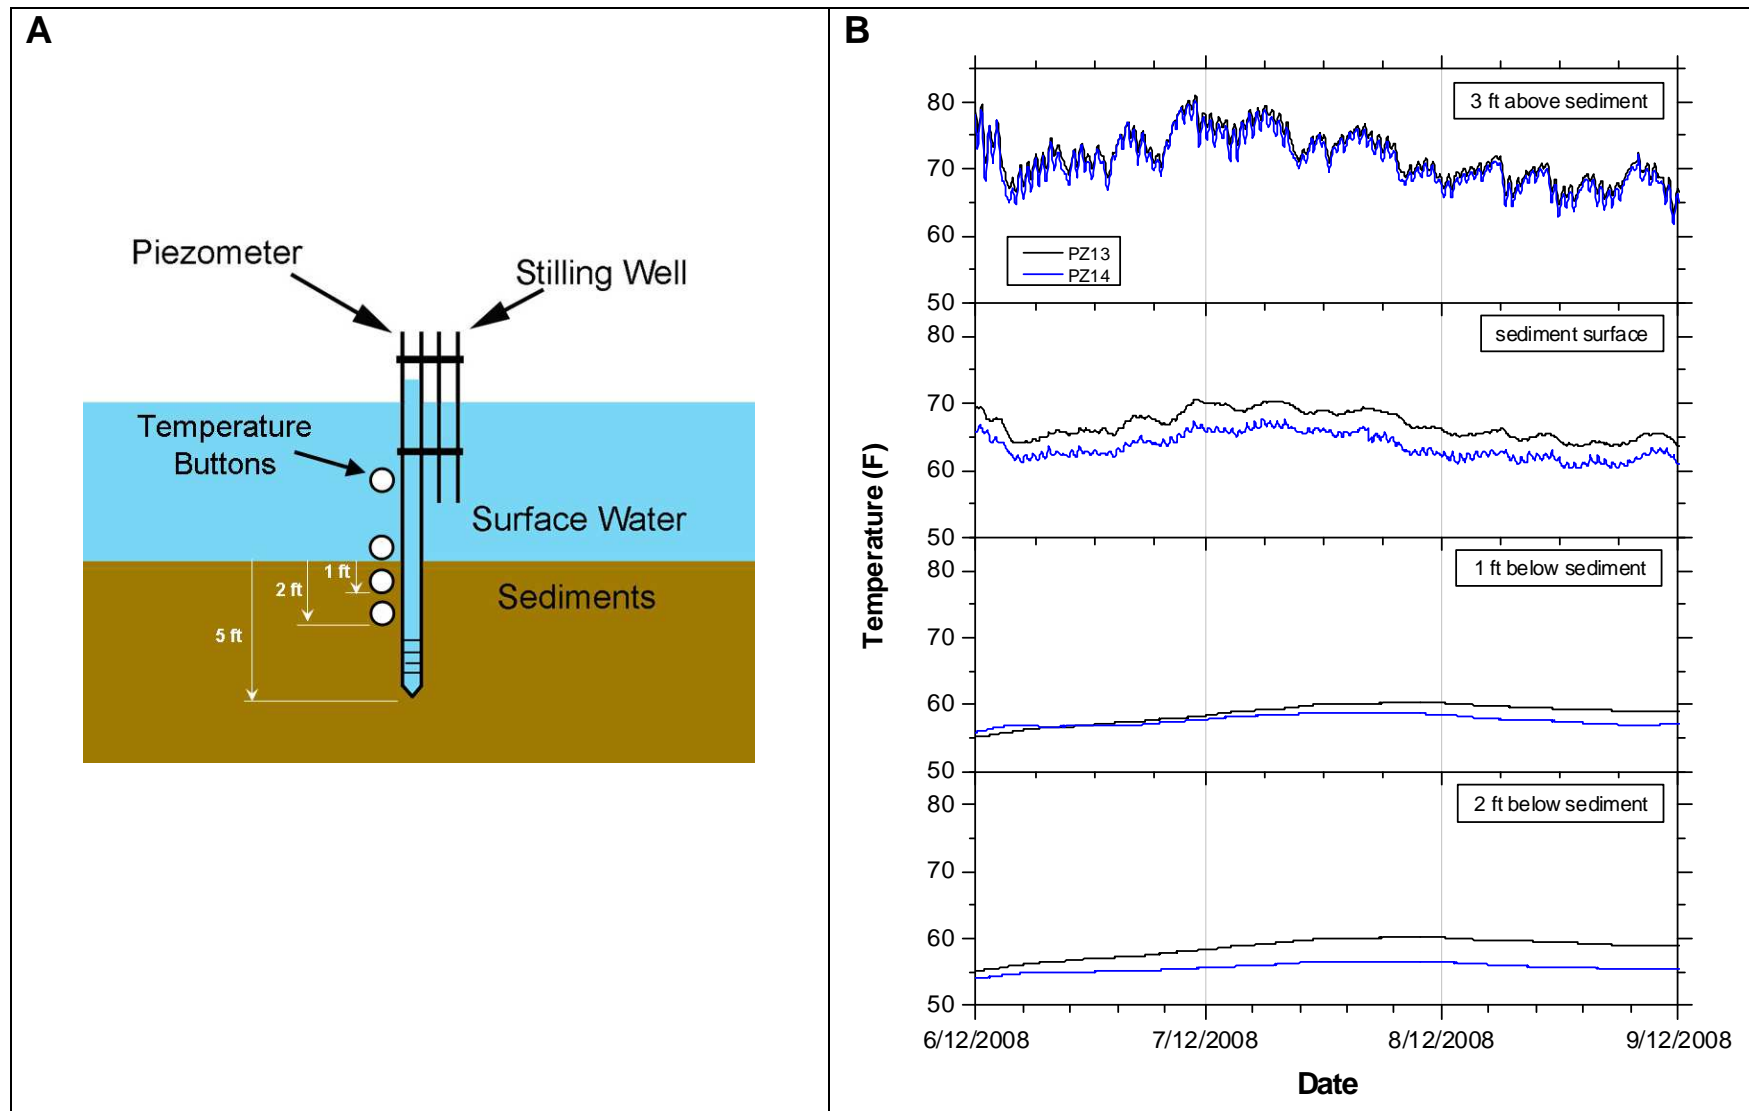 A
Piezometer
Stilling Well
Temperature
Buttons
Surface Water
1 ft
2 ft
Sediments
5 ft
B
3 ft above sediment
80
70
60
PZ13
PZ14
50
sediment surface
80
70
60
50
1 ft below sediment
80
70
60
50
2 ft below sediment
80
70
60
50
Temperature (F)
6/12/2008
7/12/2008
8/12/2008
9/12/2008
Date